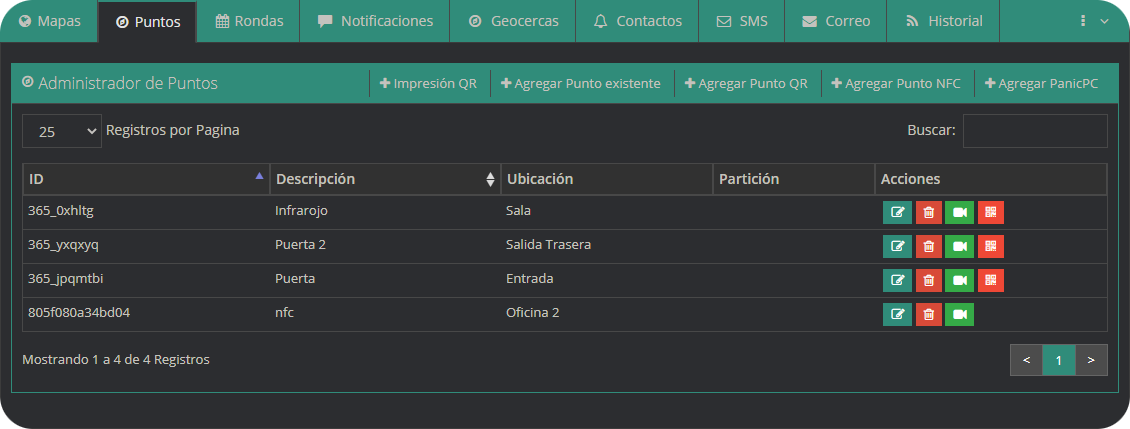 Mapas Puntos Rondas Notificaciones Geocercas Contactos SMS Correo Historial
Administrador de Puntos + Impresión QR + Agregar Punto existente + Agregar Punto QR + Agregar Punto NFC + Agregar PanicPC
25 Registros por Pagina Buscar:
ID Descripción Ubicación Partición Acciones
365_0xhltg Infrarojo Sala
365_yxqxyq Puerta 2 Salida Trasera
365_jpqmtbi Puerta Entrada
805f080a34bd04 nfc Oficina 2
Mostrando 1 a 4 de 4 Registros < 1 >